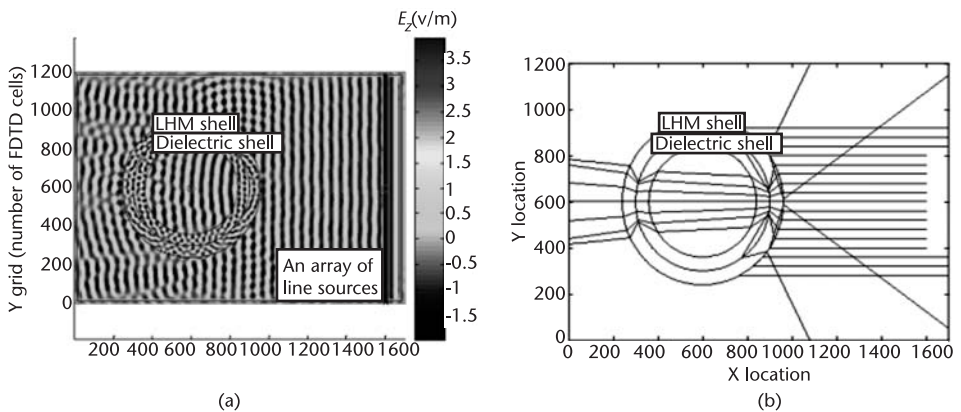 E_z(v/m)
3.5
3
2.5
2
1.5
1
0.5
0
-0.5
-1
-1.5
Y grid (number of FDTD cells)
1200
1000
800
600
400
200
0
LHM shell
Dielectric shell
An array of
line sources
200 400 600 800 1000 1200 1400 1600
(a)
Y location
1200
1000
800
600
400
200
0
LHM shell
Dielectric shell
0 200 400 600 800 1000 1200 1400 1600
X location
(b)